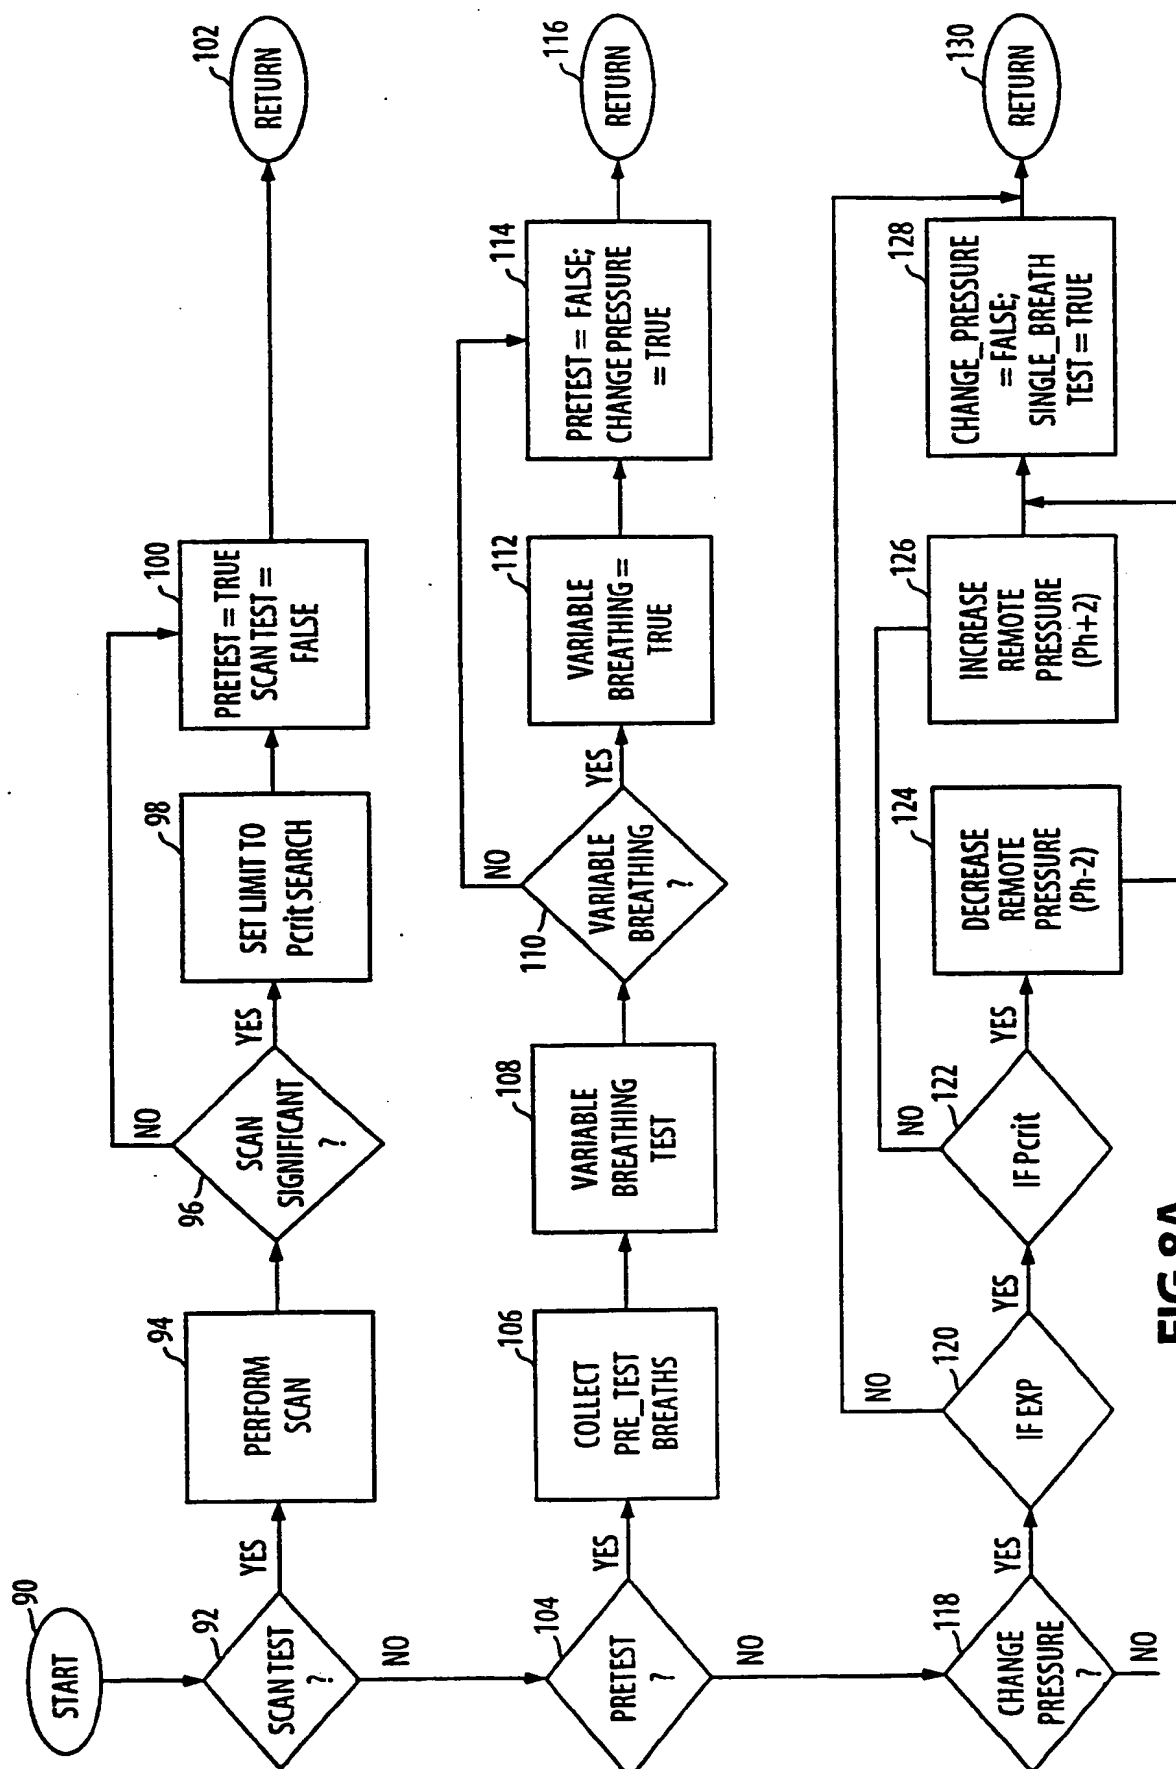 90
START
92
SCAN TEST
?
YES
NO
94
PERFORM
SCAN
96
SCAN
SIGNIFICANT
?
YES
NO
98
SET LIMIT TO
Pcrit SEARCH
100
PRETEST = TRUE
SCAN TEST =
FALSE
102
RETURN
104
PRETEST
?
YES
NO
106
COLLECT
PRE_TEST
BREATHS
108
VARIABLE
BREATHING
TEST
110
VARIABLE
BREATHING
?
YES
NO
112
VARIABLE
BREATHING =
TRUE
114
PRETEST = FALSE;
CHANGE PRESSURE
= TRUE
116
RETURN
118
CHANGE
PRESSURE
?
YES
NO
120
IF EXP
YES
NO
122
IF Pcrit
YES
NO
124
DECREASE
REMOTE
PRESSURE
(Ph-2)
126
INCREASE
REMOTE
PRESSURE
(Ph+2)
128
CHANGE_PRESSURE
= FALSE;
SINGLE_BREATH
TEST = TRUE
130
RETURN
FIG.8A